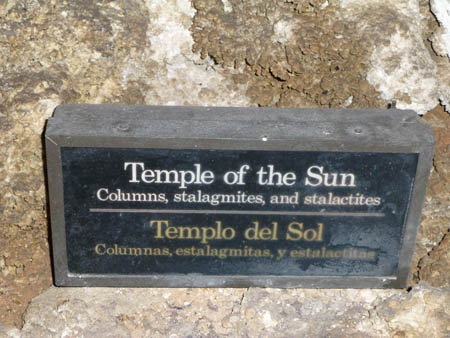 Temple of the Sun
Columns, stalagmites, and stalactites
Templo del Sol
Columnas, estalagmitas, y estalactitas